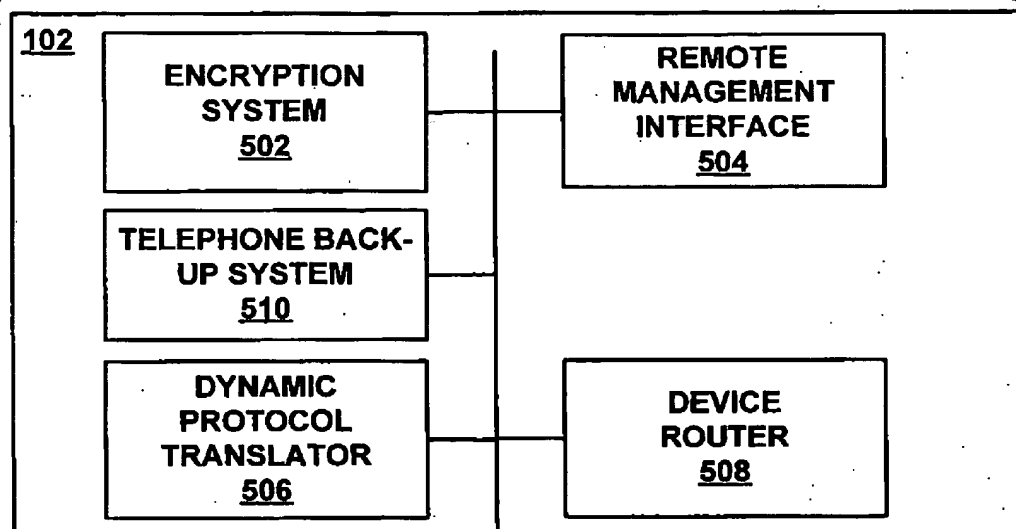 102
ENCRYPTION
SYSTEM
502
REMOTE
MANAGEMENT
INTERFACE
504
TELEPHONE BACK-
UP SYSTEM
510
DYNAMIC
PROTOCOL
TRANSLATOR
506
DEVICE
ROUTER
508